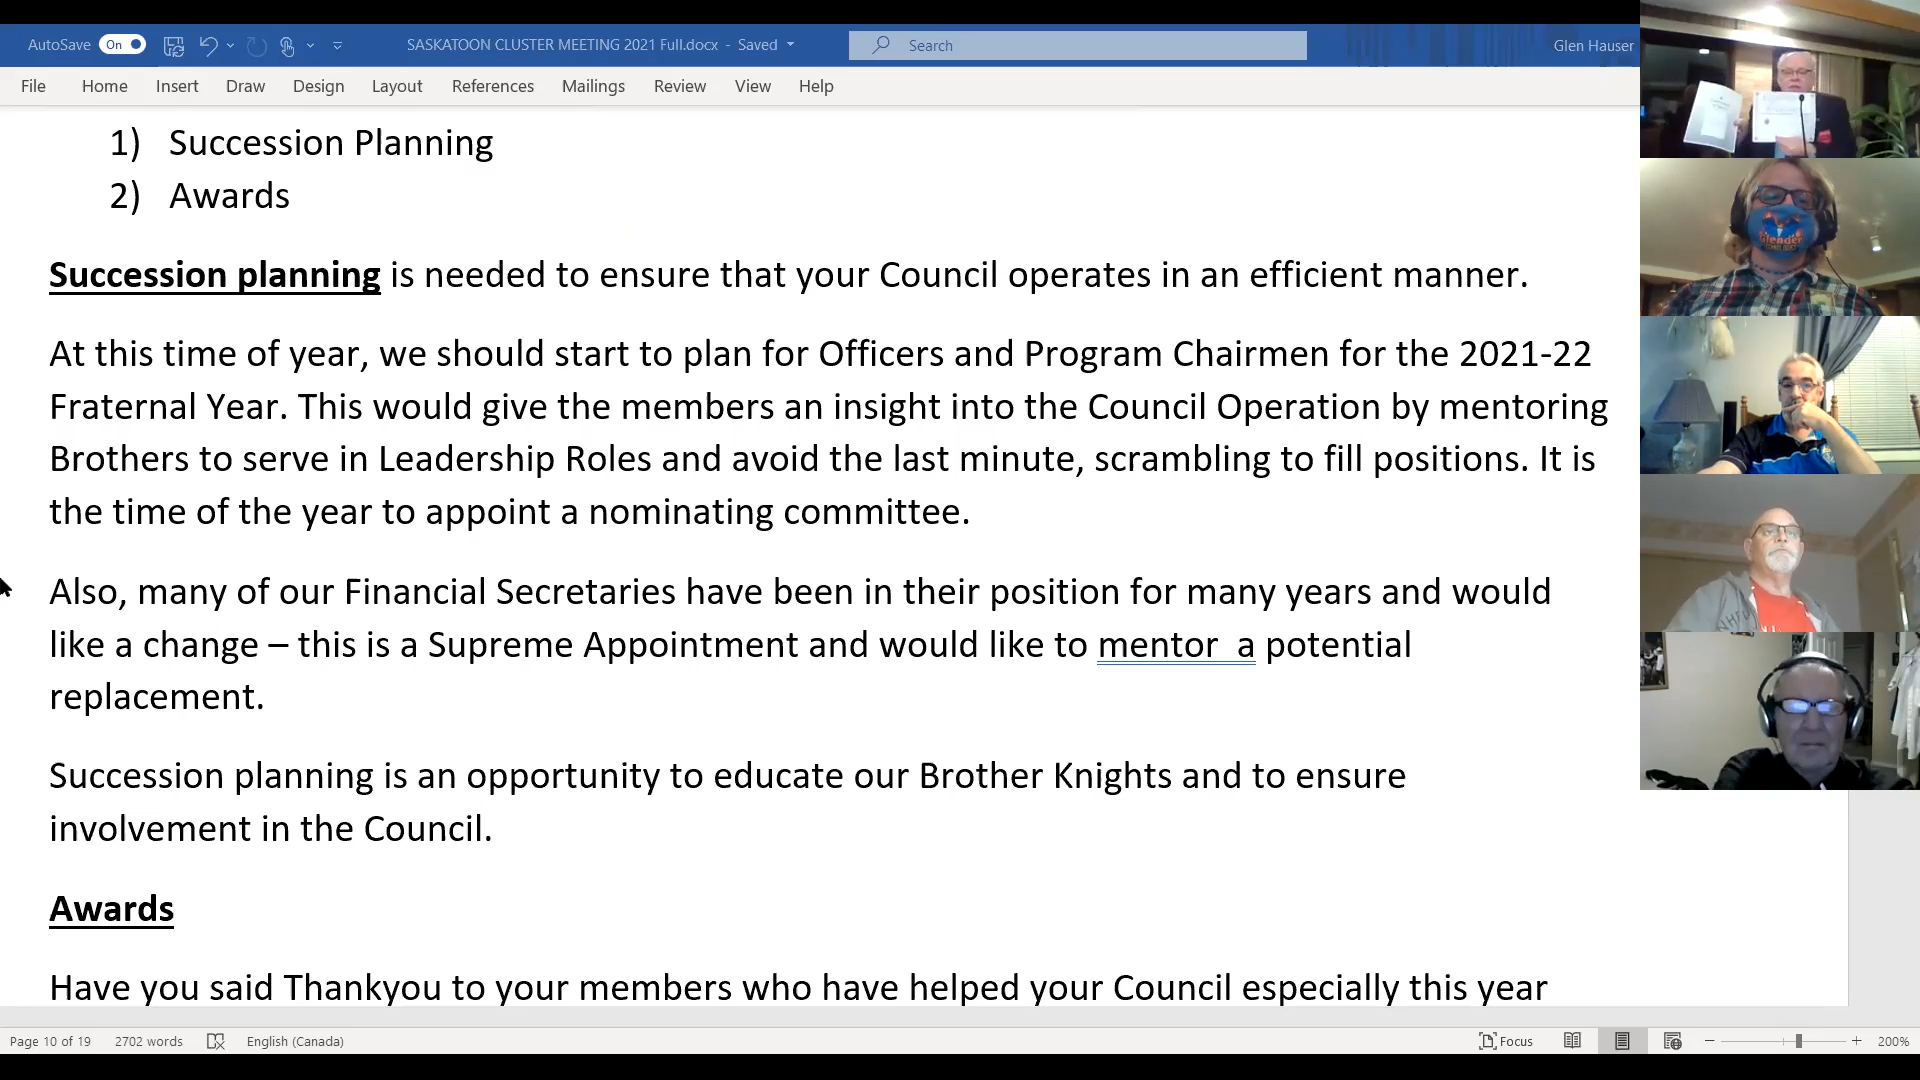 AutoSave On SASKATOON CLUSTER MEETING 2021 Full.docx - Saved Search Glen Hauser
File Home Insert Draw Design Layout References Mailings Review View Help
1) Succession Planning
2) Awards
Succession planning is needed to ensure that your Council operates in an efficient manner.
At this time of year, we should start to plan for Officers and Program Chairmen for the 2021-22
Fraternal Year. This would give the members an insight into the Council Operation by mentoring
Brothers to serve in Leadership Roles and avoid the last minute, scrambling to fill positions. It is
the time of the year to appoint a nominating committee.
Also, many of our Financial Secretaries have been in their position for many years and would
like a change – this is a Supreme Appointment and would like to mentor  a potential
replacement.
Succession planning is an opportunity to educate our Brother Knights and to ensure
involvement in the Council.
Awards
Have you said Thankyou to your members who have helped your Council especially this year
Page 10 of 19 2702 words English (Canada) Focus 200%